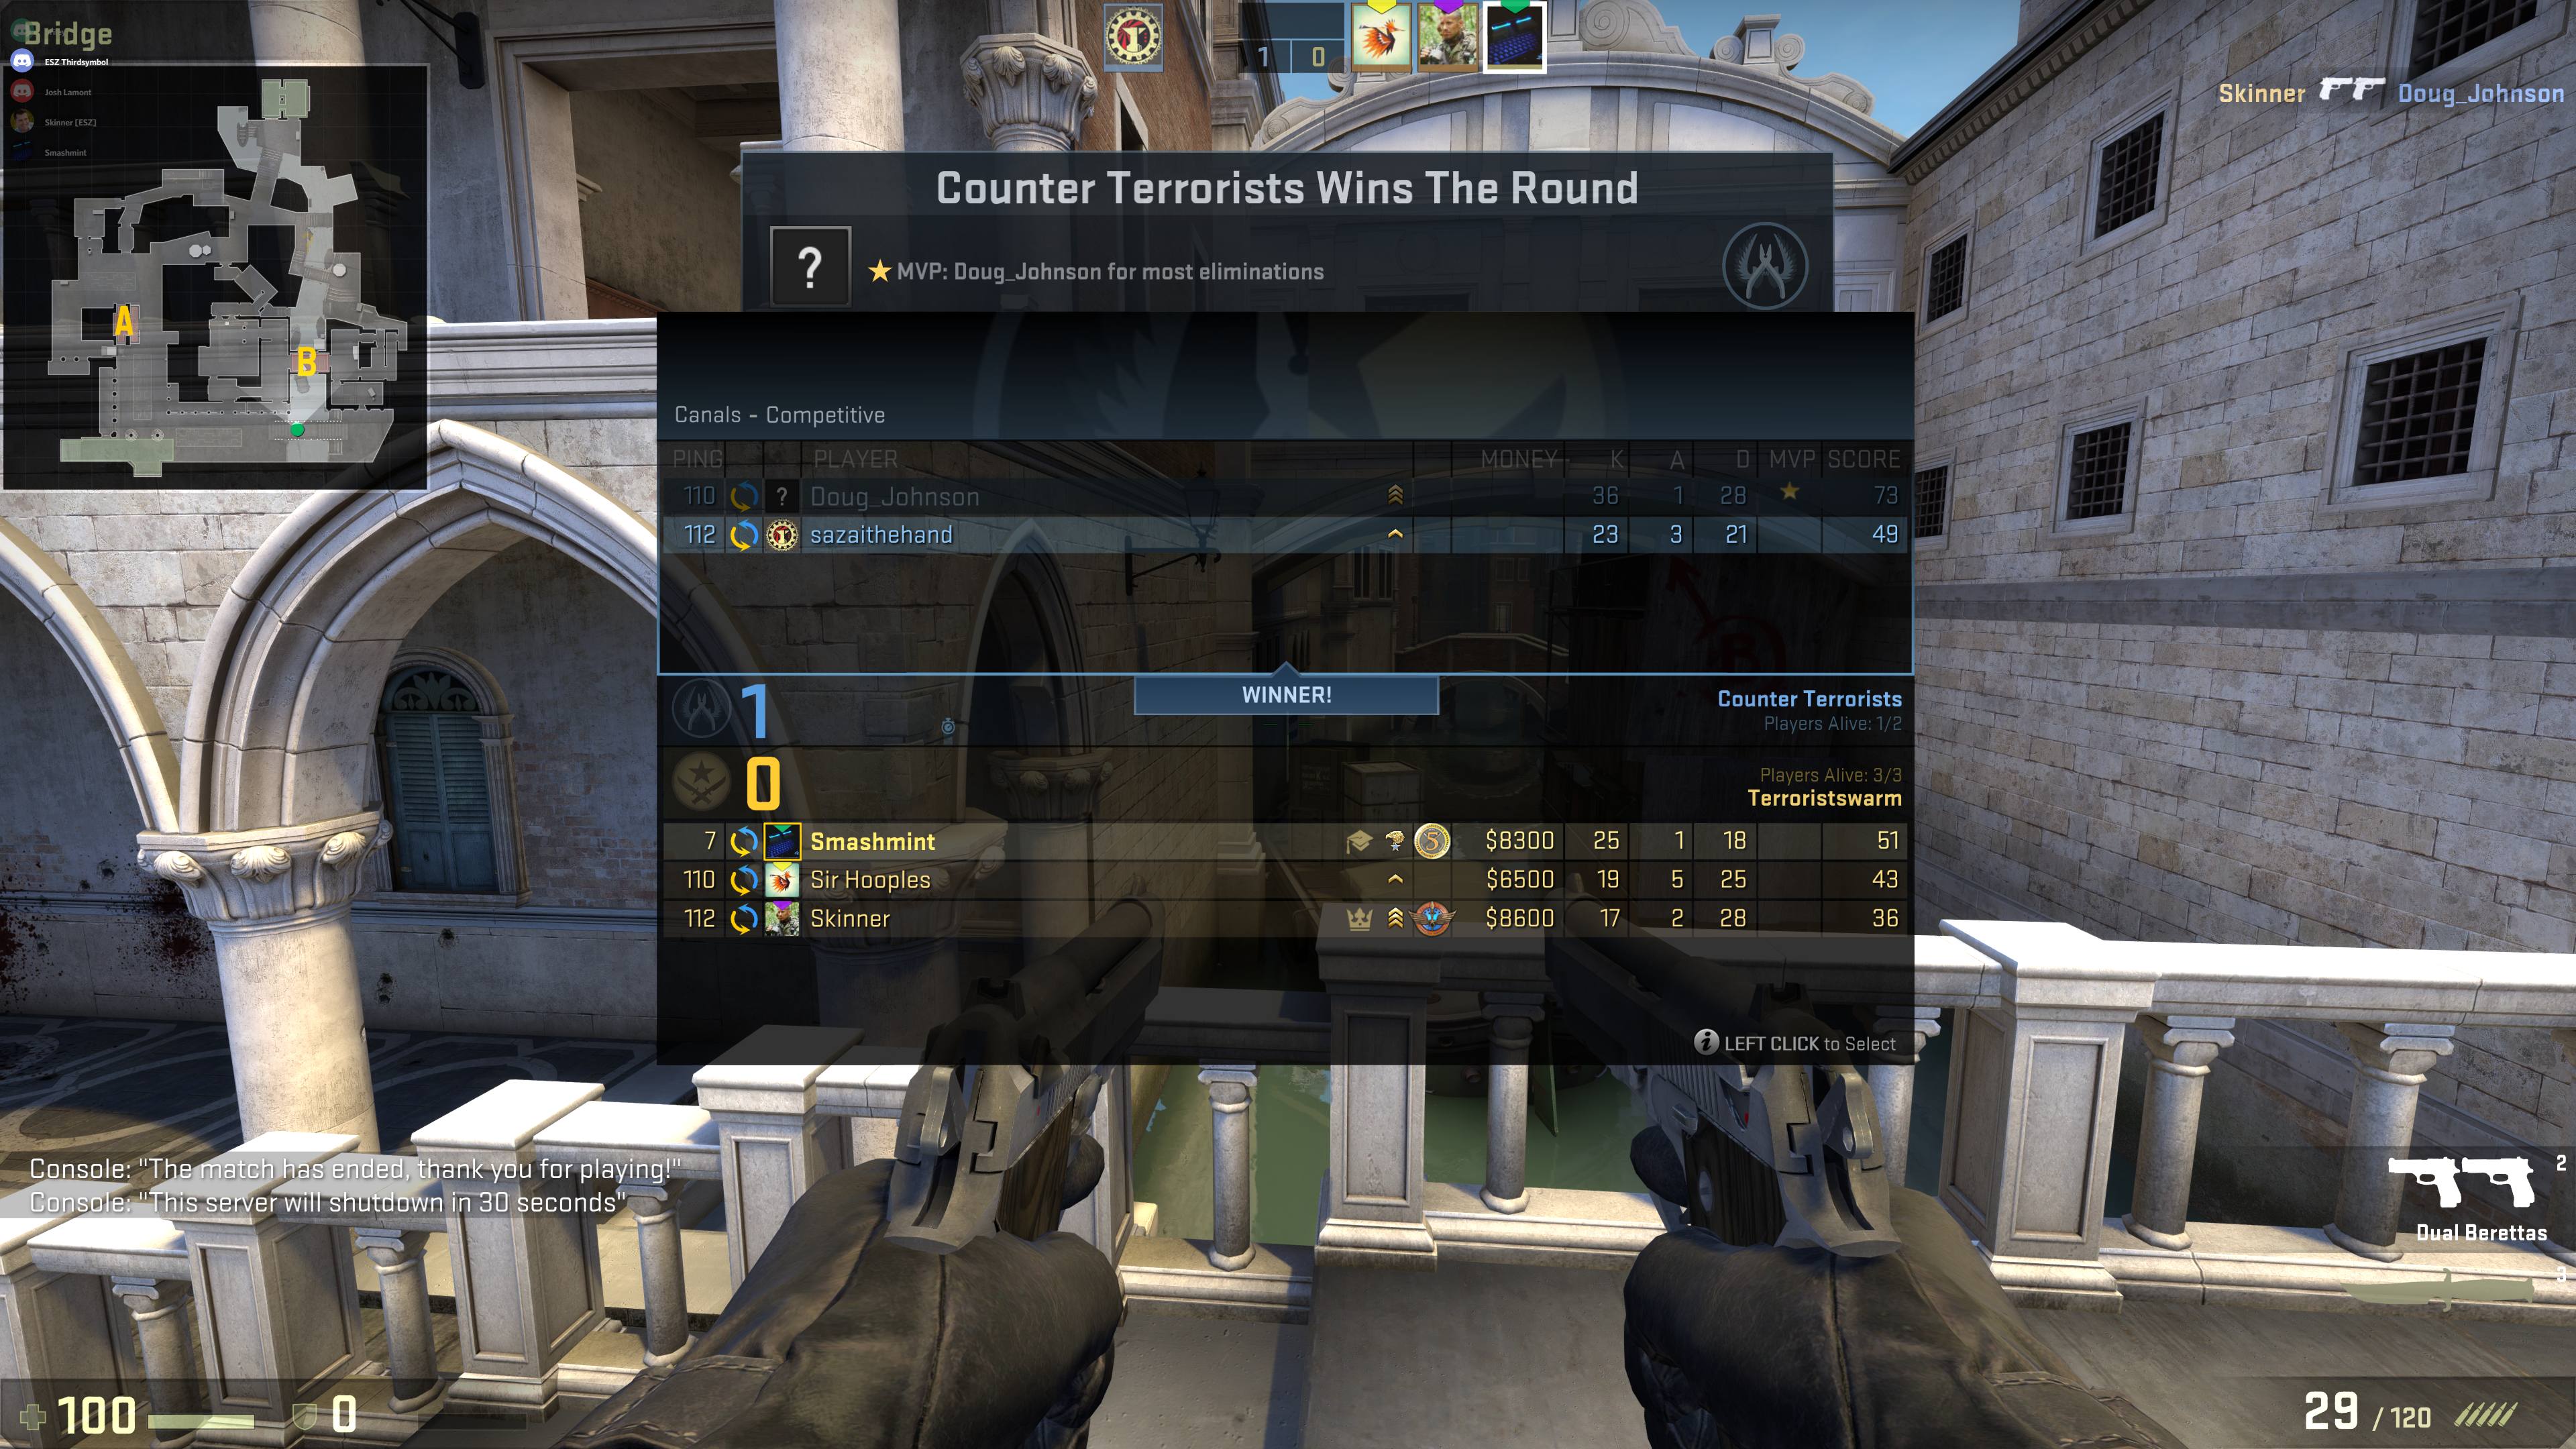 Bridge
ESZ Thirdsymbol
Josh Lamont
Skinner [ESZ]
Smashmint
A
B
1 0
Skinner Doug_Johnson
Counter Terrorists Wins The Round
?
MVP: Doug_Johnson for most eliminations
Canals - Competitive
PING PLAYER MONEY K A D MVP SCORE
110 ? Doug_Johnson 36 1 28 73
112 sazaithehand 23 3 21 49
B
WINNER!
1
Counter Terrorists
Players Alive: 1/2
0
Players Alive: 3/3
Terroristswarm
7 Smashmint 5 $8300 25 1 18 51
110 Sir Hooples $6500 19 5 25 43
112 Skinner $8600 17 2 28 36
LEFT CLICK to Select
Console: "The match has ended, thank you for playing!"
Console: "This server will shutdown in 30 seconds"
2
Dual Berettas
3
100 0
29 / 120